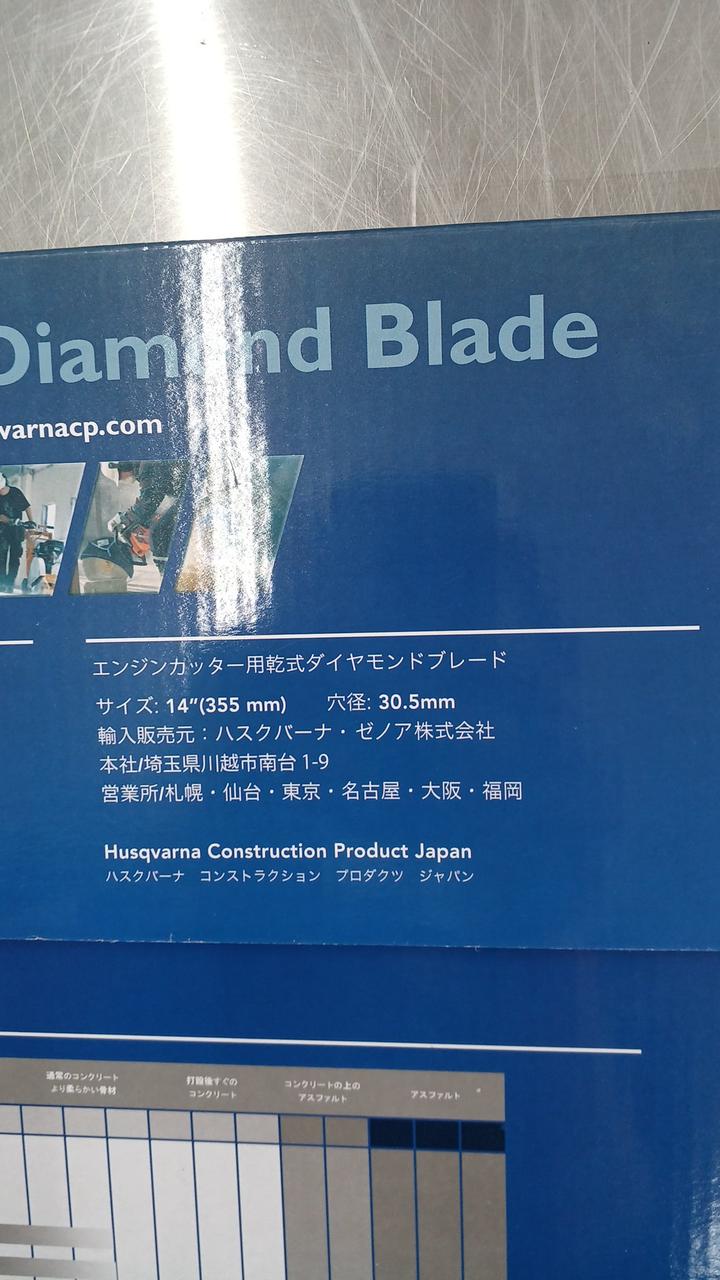 Diamond Blade
varnacp.com
エンジンカッター用乾式ダイヤモンドブレード
サイズ: 14”(355 mm) 穴径: 30.5mm
輸入販売元：ハスクバーナ・ゼノア株式会社
本社/埼玉県川越市南台1-9
営業所/札幌・仙台・東京・名古屋・大阪・福岡
Husqvarna Construction Product Japan
ハスクバーナ コンストラクション プロダクツ ジャパン
通常のコンクリート
より柔らかい骨材
打設後すぐの
コンクリート
コンクリートの上の
アスファルト
アスファルト